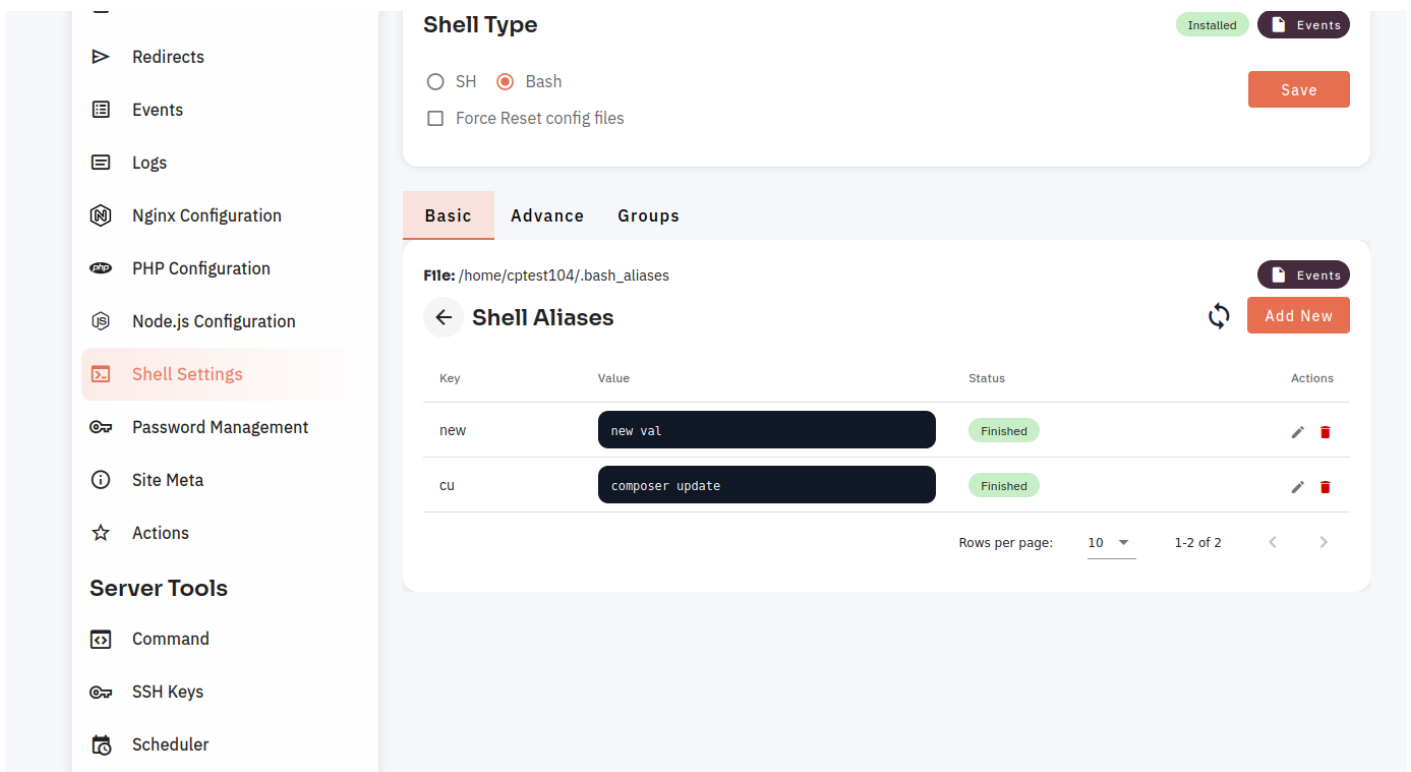 Redirects
Events
Logs
Nginx Configuration
PHP Configuration
Node.js Configuration
Shell Settings
Password Management
Site Meta
Actions
Server Tools
Command
SSH Keys
Scheduler
Shell Type
Installed
Events
SH
Bash
Save
Force Reset config files
Basic Advance Groups
File: /home/cptest104/.bash_aliases
Events
Shell Aliases
Add New
Key Value Status Actions
new new val Finished
cu composer update Finished
Rows per page: 10 1-2 of 2